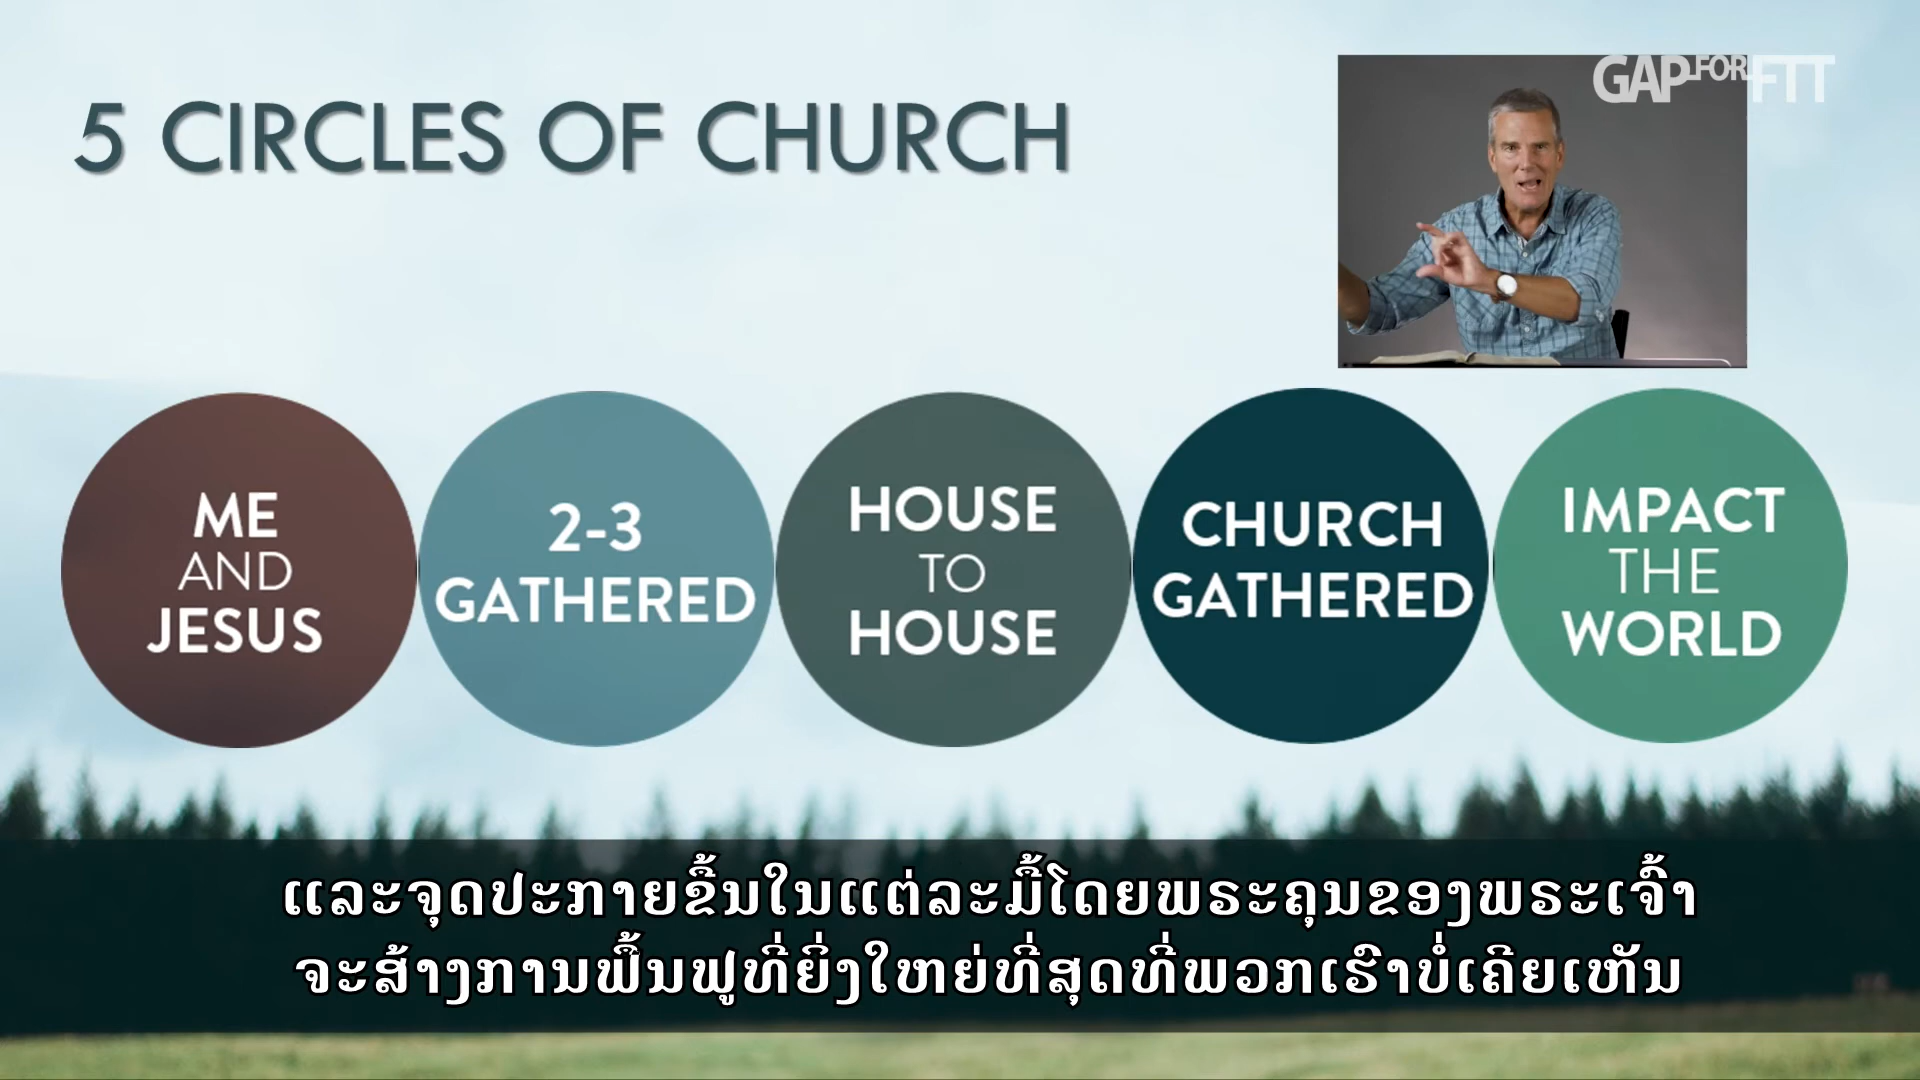 GAP FOR FTT
5 CIRCLES OF CHURCH
ME
AND
JESUS
2-3
GATHERED
HOUSE
TO
HOUSE
CHURCH
GATHERED
IMPACT
THE
WORLD
ແລະຈຸດປະກາຍຂຶ້ນໃນແຕ່ລະມື້ໂດຍພຣະຄຸນຂອງພຣະເຈົ້າ
ຈະສ້າງການຟື້ນຟູທີ່ຍິ່ງໃຫຍ່ທີ່ສຸດທີ່ພວກເຮົາບໍ່ເຄີຍເຫັນ